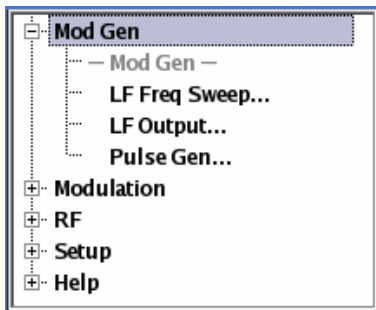 Mod Gen
— Mod Gen —
LF Freq Sweep...
LF Output...
Pulse Gen...
Modulation
RF
Setup
Help